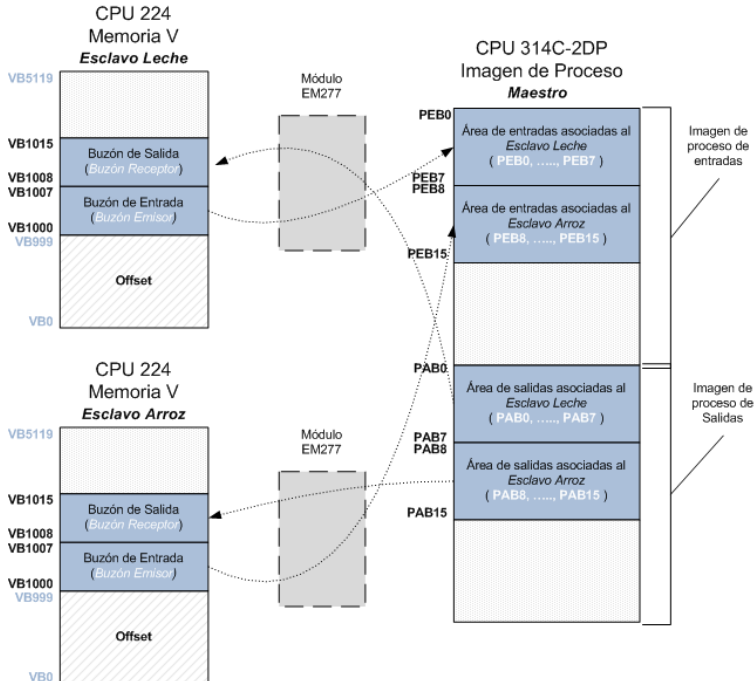 CPU 224
Memoria V
Esclavo Leche
VB5119
VB1015
Buzón de Salida
(Buzón Receptor)
VB1008
VB1007
Buzón de Entrada
(Buzón Emisor)
VB1000
VB999
Offset
VB0
Módulo
EM277
CPU 224
Memoria V
Esclavo Arroz
VB5119
VB1015
Buzón de Salida
(Buzón Receptor)
VB1008
VB1007
Buzón de Entrada
(Buzón Emisor)
VB1000
VB999
Offset
VB0
Módulo
EM277
CPU 314C-2DP
Imagen de Proceso
Maestro
PEB0
Área de entradas asociadas al
Esclavo Leche
( PEB0, ....., PEB7 )
PEB7
PEB8
Área de entradas asociadas al
Esclavo Arroz
( PEB8, ....., PEB15 )
PEB15
PAB0
Área de salidas asociadas al
Esclavo Leche
( PAB0, ....., PAB7 )
PAB7
PAB8
Área de salidas asociadas al
Esclavo Arroz
( PAB8, ....., PAB15 )
PAB15
Imagen de
proceso de
entradas
Imagen de
proceso de
Salidas